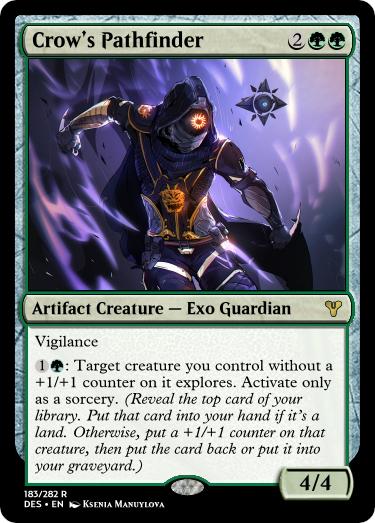 Crow's Pathfinder 2
Artifact Creature — Exo Guardian
Vigilance
1: Target creature you control without a
+1/+1 counter on it explores. Activate only
as a sorcery. (Reveal the top card of your
library. Put that card into your hand if it's a
land. Otherwise, put a +1/+1 counter on that
creature, then put the card back or put it into
your graveyard.)
4/4
183/282 R
DES • EN Ksenia Manuylova